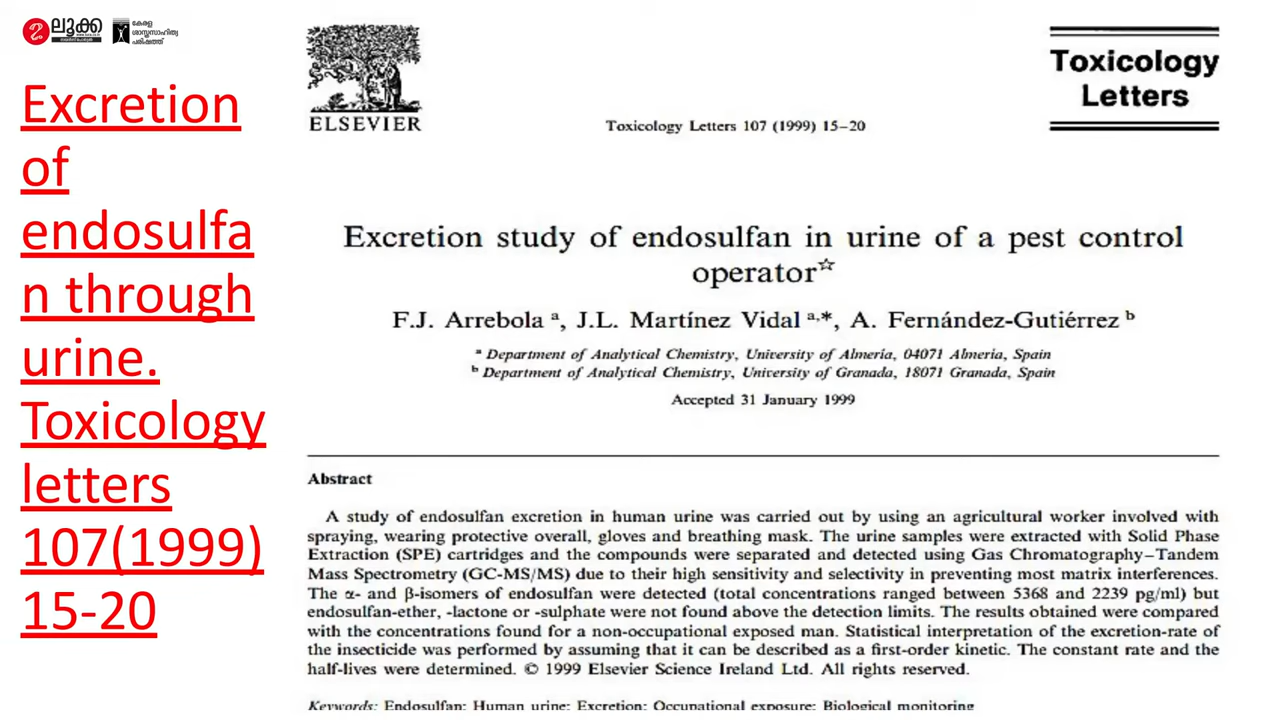 ലൂക്ക
കേരള
ശാസ്ത്രസാഹിത്യ
പരിഷത്ത്
Excretion
of
endosulfa
n through
urine.
Toxicology
letters
107(1999)
15-20
ELSEVIER
Toxicology Letters 107 (1999) 15–20
Toxicology
Letters
Excretion study of endosulfan in urine of a pest control
operator☆
F.J. Arrebola ᵃ, J.L. Martínez Vidal ᵃ,*, A. Fernández-Gutiérrez ᵇ
ᵃ Department of Analytical Chemistry, University of Almería, 04071 Almería, Spain
ᵇ Department of Analytical Chemistry, University of Granada, 18071 Granada, Spain
Accepted 31 January 1999
Abstract
A study of endosulfan excretion in human urine was carried out by using an agricultural worker involved with
spraying, wearing protective overall, gloves and breathing mask. The urine samples were extracted with Solid Phase
Extraction (SPE) cartridges and the compounds were separated and detected using Gas Chromatography–Tandem
Mass Spectrometry (GC-MS/MS) due to their high sensitivity and selectivity in preventing most matrix interferences.
The α- and β-isomers of endosulfan were detected (total concentrations ranged between 5368 and 2239 pg/ml) but
endosulfan-ether, -lactone or -sulphate were not found above the detection limits. The results obtained were compared
with the concentrations found for a non-occupational exposed man. Statistical interpretation of the excretion-rate of
the insecticide was performed by assuming that it can be described as a first-order kinetic. The constant rate and the
half-lives were determined. © 1999 Elsevier Science Ireland Ltd. All rights reserved.
Keywords: Endosulfan; Human urine; Excretion; Occupational exposure; Biological monitoring